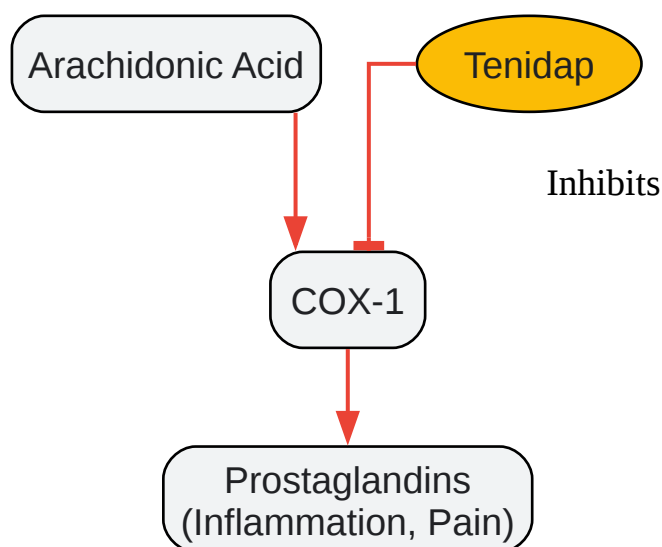 Arachidonic Acid
Tenidap
Inhibits
COX-1
Prostaglandins
(Inflammation, Pain)